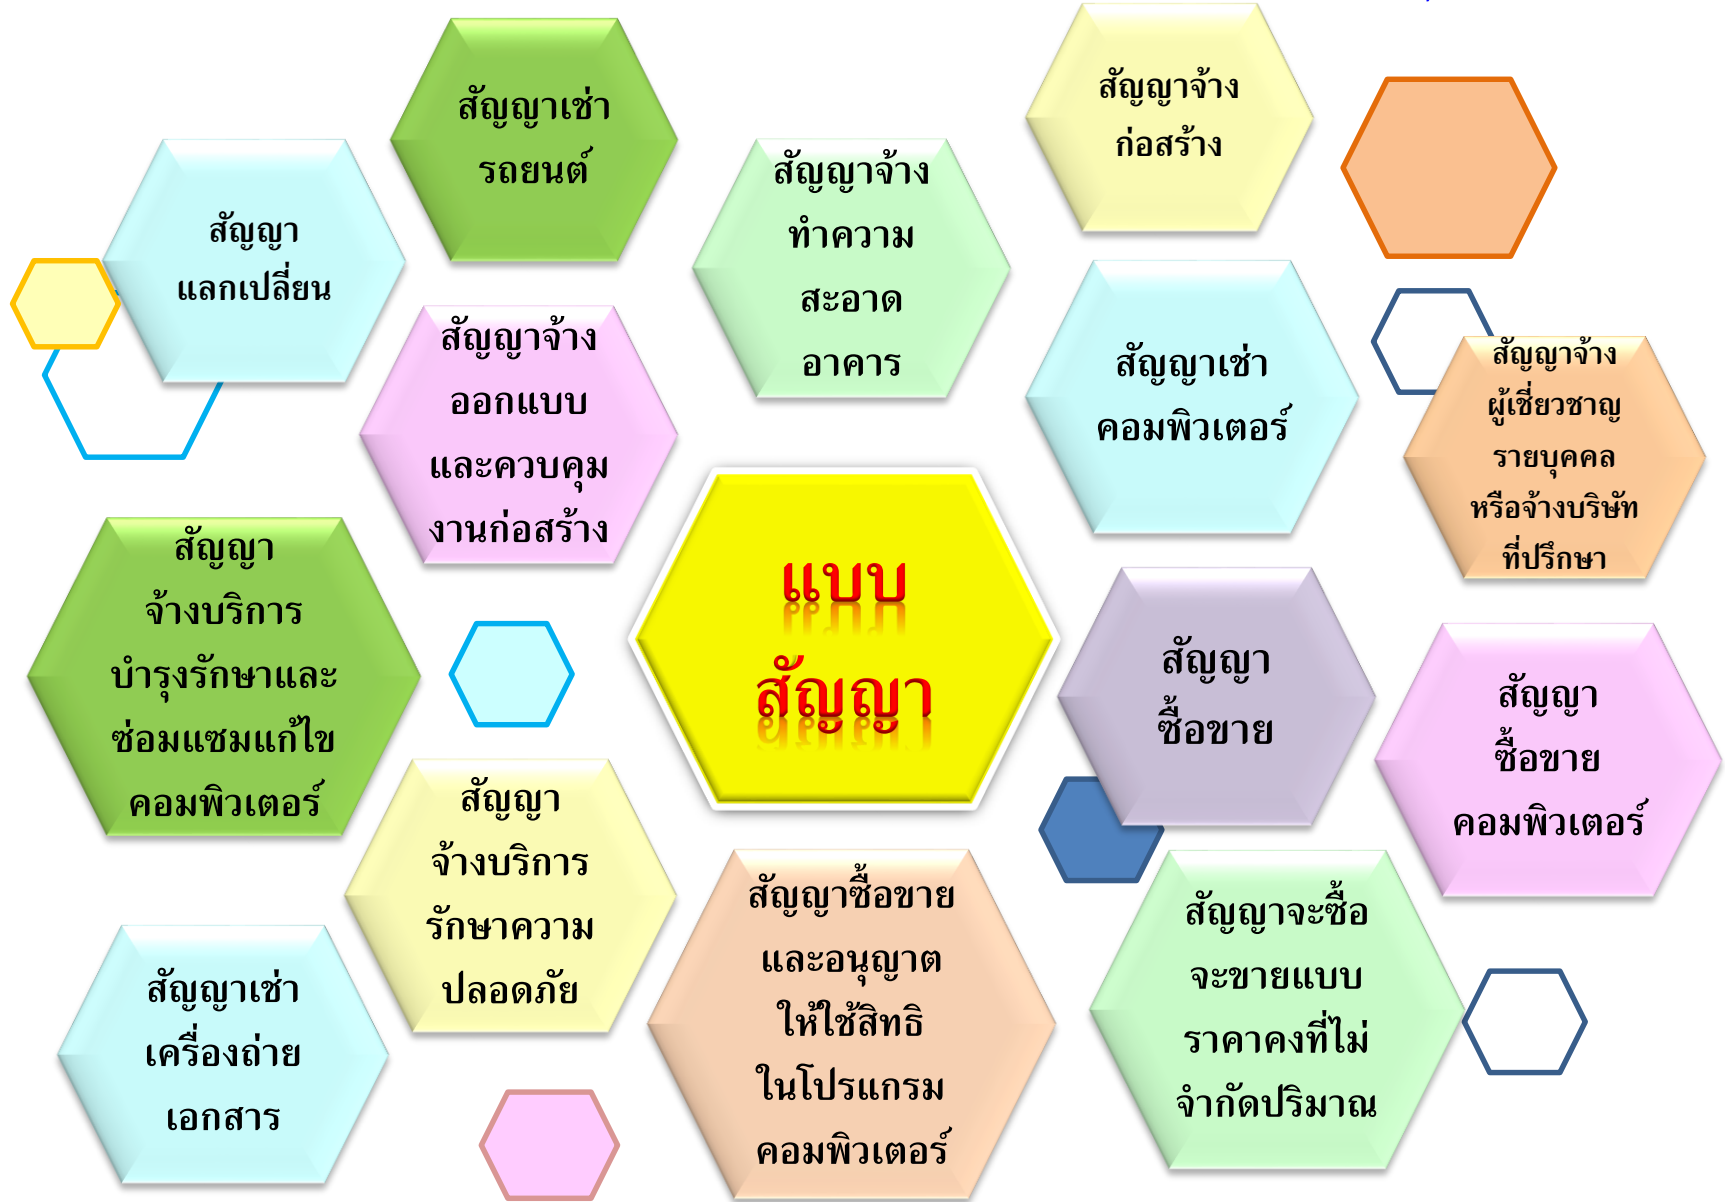 สัญญาเช่า
รถยนต์
สัญญาจ้าง
ก่อสร้าง
สัญญา
แลกเปลี่ยน
สัญญาจ้าง
ทำความ
สะอาด
อาคาร
สัญญาจ้าง
ออกแบบ
และควบคุม
งานก่อสร้าง
สัญญาเช่า
คอมพิวเตอร์
สัญญาจ้าง
ผู้เชี่ยวชาญ
รายบุคคล
หรือจ้างบริษัท
ที่ปรึกษา
สัญญา
จ้างบริการ
บำรุงรักษาและ
ซ่อมแซมแก้ไข
คอมพิวเตอร์
แบบ
สัญญา
สัญญา
ซื้อขาย
สัญญา
ซื้อขาย
คอมพิวเตอร์
สัญญา
จ้างบริการ
รักษาความ
ปลอดภัย
สัญญาซื้อขาย
และอนุญาต
ให้ใช้สิทธิ
ในโปรแกรม
คอมพิวเตอร์
สัญญาจะซื้อ
จะขายแบบ
ราคาคงที่ไม่
จำกัดปริมาณ
สัญญาเช่า
เครื่องถ่าย
เอกสาร